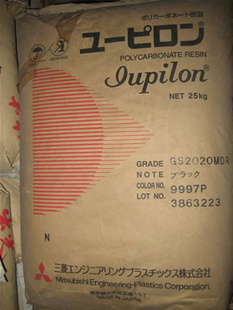 ポリカーボネート樹脂
ユーピロン®
POLYCARBONATE RESIN
Iupilon®
NET 25kg
GRADE GS2020MDR
NOTE ブラック
COLOR NO. 9997P
LOT NO. 3863223
N
三菱エンジニアリングプラスチックス株式会社
Mitsubishi Engineering-Plastics Corporation
MADE IN JAPAN